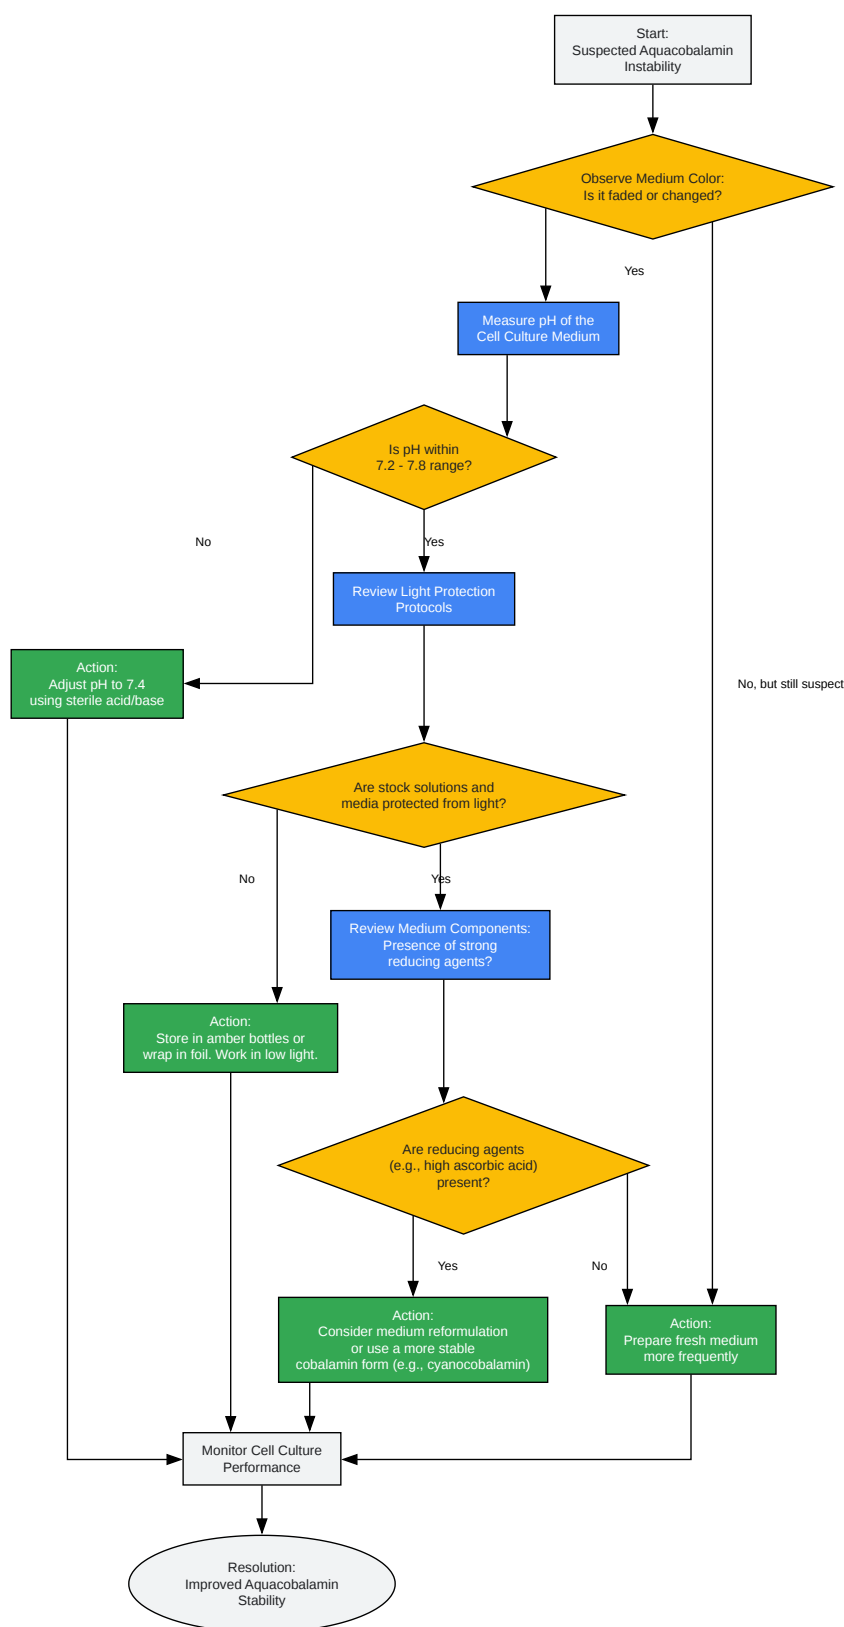 Start:
Suspected Aquacobalamin
Instability
Observe Medium Color:
Is it faded or changed?
Yes
Measure pH of the
Cell Culture Medium
Is pH within
7.2 - 7.8 range?
No
Yes
Review Light Protection
Protocols
Action:
Adjust pH to 7.4
using sterile acid/base
No, but still suspect
Are stock solutions and
media protected from light?
No
Yes
Review Medium Components:
Presence of strong
reducing agents?
Action:
Store in amber bottles or
wrap in foil. Work in low light.
Are reducing agents
(e.g., high ascorbic acid)
present?
Yes
No
Action:
Consider medium reformulation
or use a more stable
cobalamin form (e.g., cyanocobalamin)
Action:
Prepare fresh medium
more frequently
Monitor Cell Culture
Performance
Resolution:
Improved Aquacobalamin
Stability